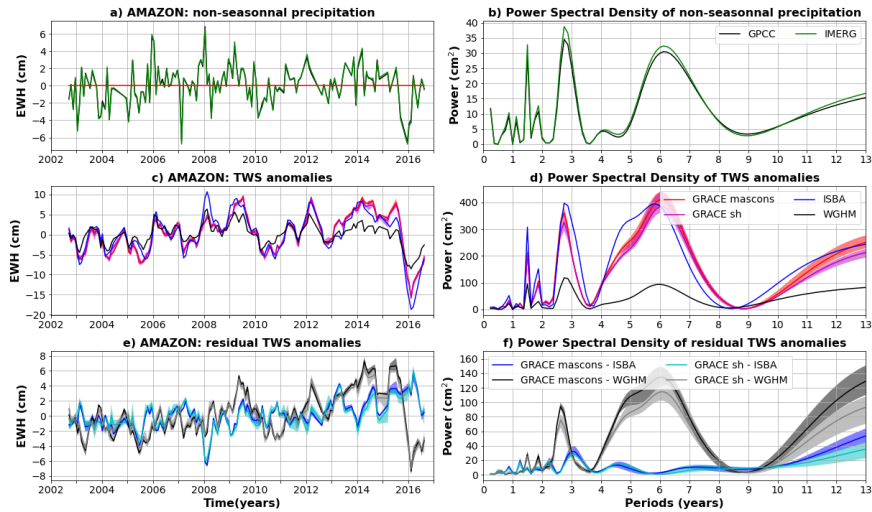 a) AMAZON: non-seasonnal precipitation
EWH (cm)
6
4
2
0
−2
−4
−6
2002 2004 2006 2008 2010 2012 2014 2016
b) Power Spectral Density of non-seasonnal precipitation
Power (cm²)
40
35
30
25
20
15
10
5
0
GPCC IMERG
0 1 2 3 4 5 6 7 8 9 10 11 12 13
c) AMAZON: TWS anomalies
EWH (cm)
10
5
0
−5
−10
−15
−20
2002 2004 2006 2008 2010 2012 2014 2016
d) Power Spectral Density of TWS anomalies
Power (cm²)
400
300
200
100
0
GRACE mascons ISBA
GRACE sh WGHM
0 1 2 3 4 5 6 7 8 9 10 11 12 13
e) AMAZON: residual TWS anomalies
EWH (cm)
8
6
4
2
0
−2
−4
−6
−8
2002 2004 2006 2008 2010 2012 2014 2016
Time(years)
f) Power Spectral Density of residual TWS anomalies
Power (cm²)
160
140
120
100
80
60
40
20
0
GRACE mascons - ISBA GRACE sh - ISBA
GRACE mascons - WGHM GRACE sh - WGHM
0 1 2 3 4 5 6 7 8 9 10 11 12 13
Periods (years)